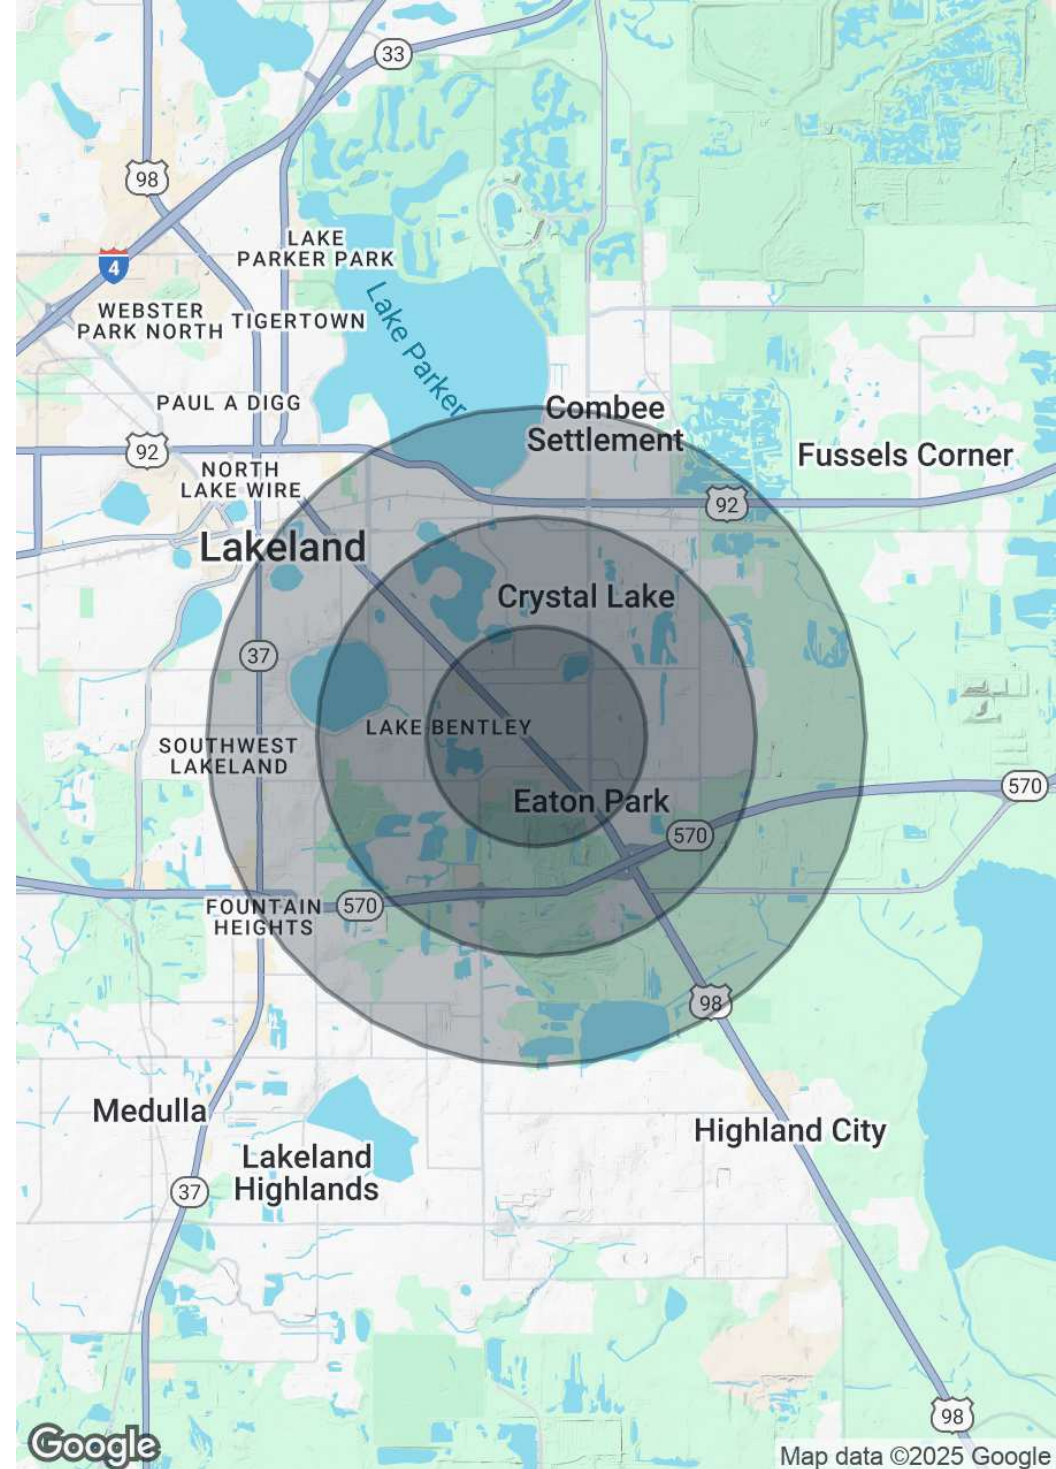 33
98
LAKE
PARKER PARK
4
WEBSTER
PARK NORTH
TIGERTOWN
Lake Parker
PAUL A DIGG
Combee
Settlement
92
Fussels Corner
NORTH
LAKE WIRE
92
Lakeland
Crystal Lake
37
LAKE BENTLEY
SOUTHWEST
LAKELAND
570
Eaton Park
570
FOUNTAIN
HEIGHTS
570
98
Medulla
Highland City
Lakeland
Highlands
37
98
Google
Map data ©2025 Google